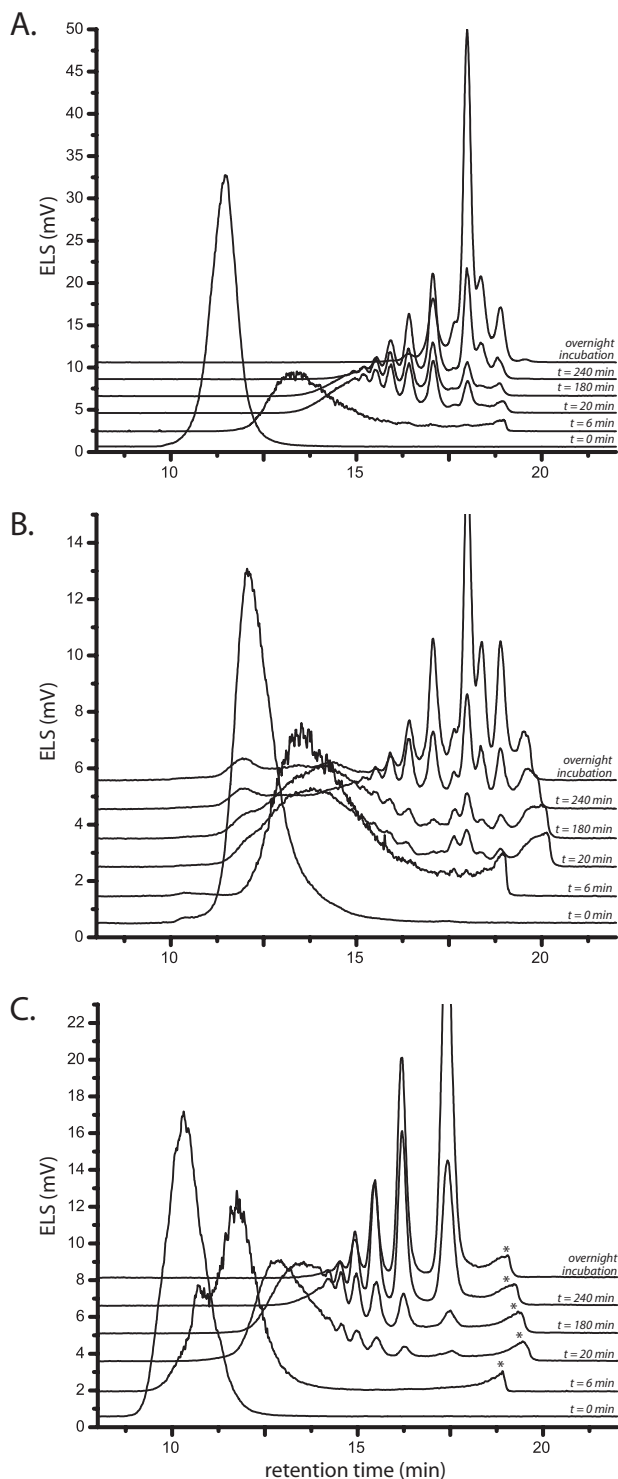 A.
50
45
40
35
30
25
20
15
10
5
0
ELS (mV)
overnight
incubation
t = 240 min
t = 180 min
t = 20 min
t = 6 min
t = 0 min
10
15
20
B.
14
12
10
8
6
4
2
0
ELS (mV)
overnight
incubation
t = 240 min
t = 180 min
t = 20 min
t = 6 min
t = 0 min
10
15
20
C.
22
20
18
16
14
12
10
8
6
4
2
0
ELS (mV)
*
overnight
incubation
*
t = 240 min
*
t = 180 min
*
t = 20 min
*
t = 6 min
t = 0 min
10
15
20
retention time (min)